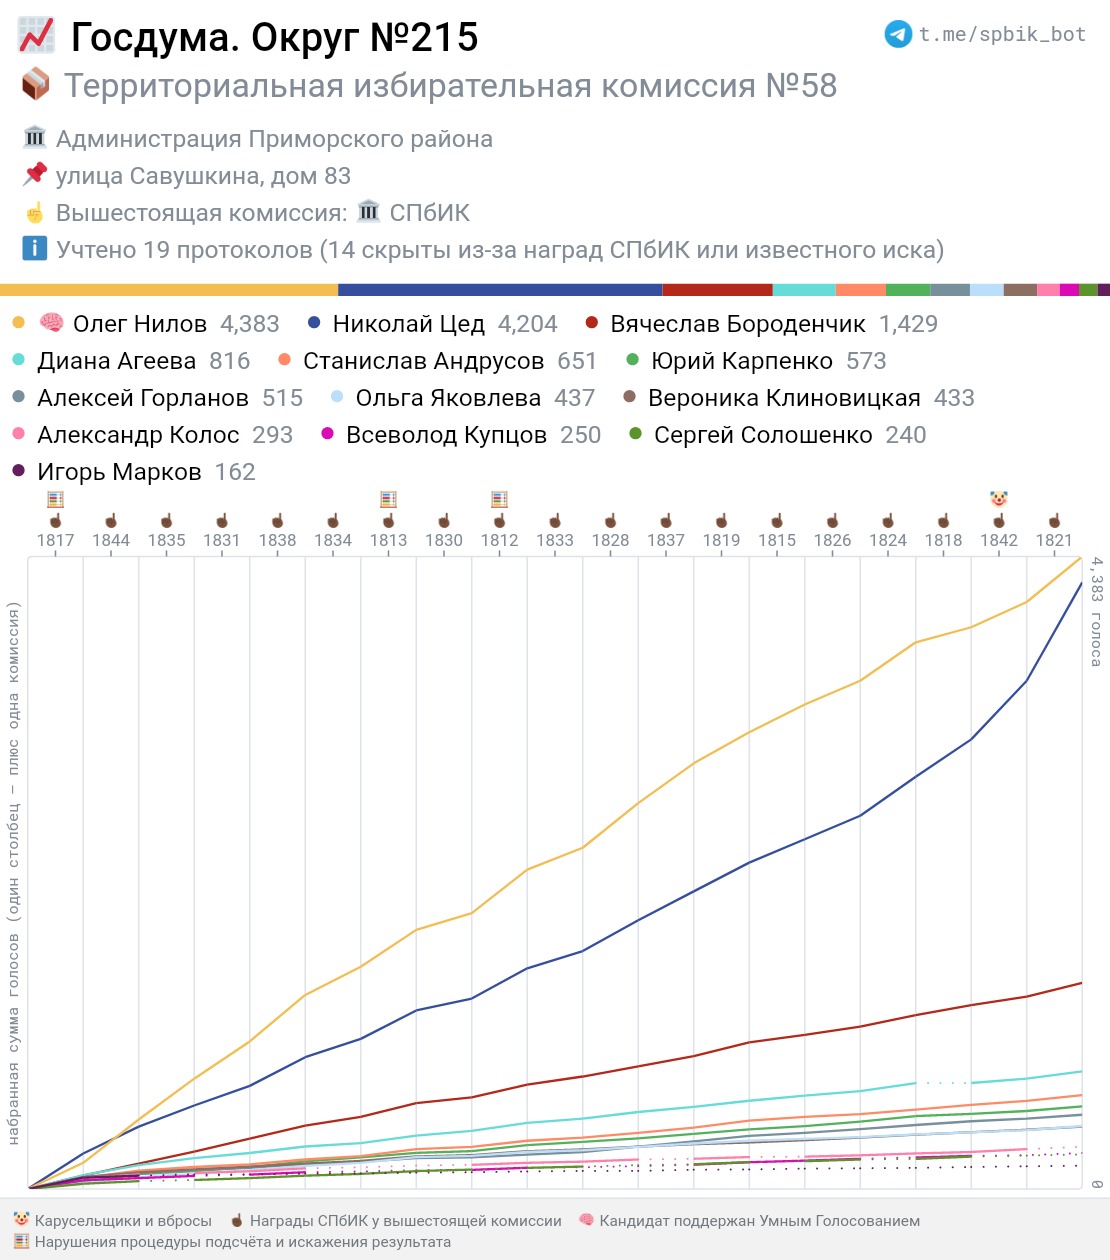 Госдума. Округ №215
t.me/spbik_bot
Территориальная избирательная комиссия №58
Администрация Приморского района
улица Савушкина, дом 83
Вышестоящая комиссия: СПбИК
Учтено 19 протоколов (14 скрыты из-за наград СПбИК или известного иска)
Олег Нилов 4,383 Николай Цед 4,204 Вячеслав Бороденчик 1,429
Диана Агеева 816 Станислав Андрусов 651 Юрий Карпенко 573
Алексей Горланов 515 Ольга Яковлева 437 Вероника Клиновицкая 433
Александр Колос 293 Всеволод Купцов 250 Сергей Солошенко 240
Игорь Марков 162
1817 1844 1835 1831 1838 1834 1813 1830 1812 1833 1828 1837 1819 1815 1826 1824 1818 1842 1821
набранная сумма голосов (один столбец — плюс одна комиссия)
4,383 голоса
0
Карусельщики и вбросы Награды СПбИК у вышестоящей комиссии Кандидат поддержан Умным Голосованием
Нарушения процедуры подсчёта и искажения результата